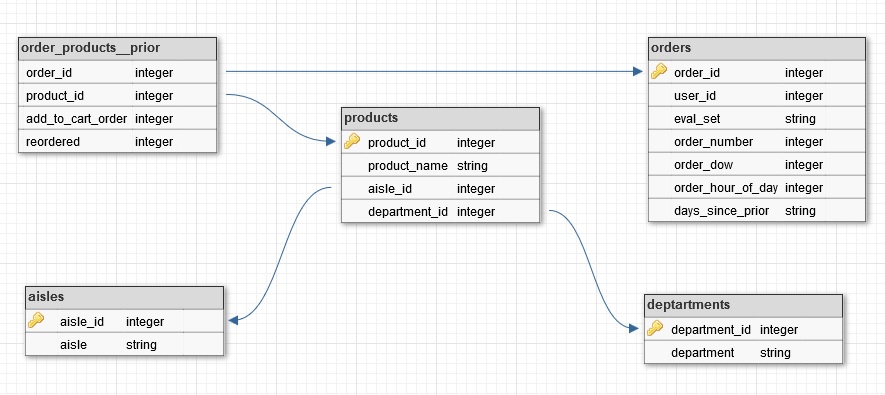 order_products__prior
order_id integer
product_id integer
add_to_cart_order integer
reordered integer
products
product_id integer
product_name string
aisle_id integer
department_id integer
orders
order_id integer
user_id integer
eval_set string
order_number integer
order_dow integer
order_hour_of_day integer
days_since_prior string
aisles
aisle_id integer
aisle string
deptartments
department_id integer
department string